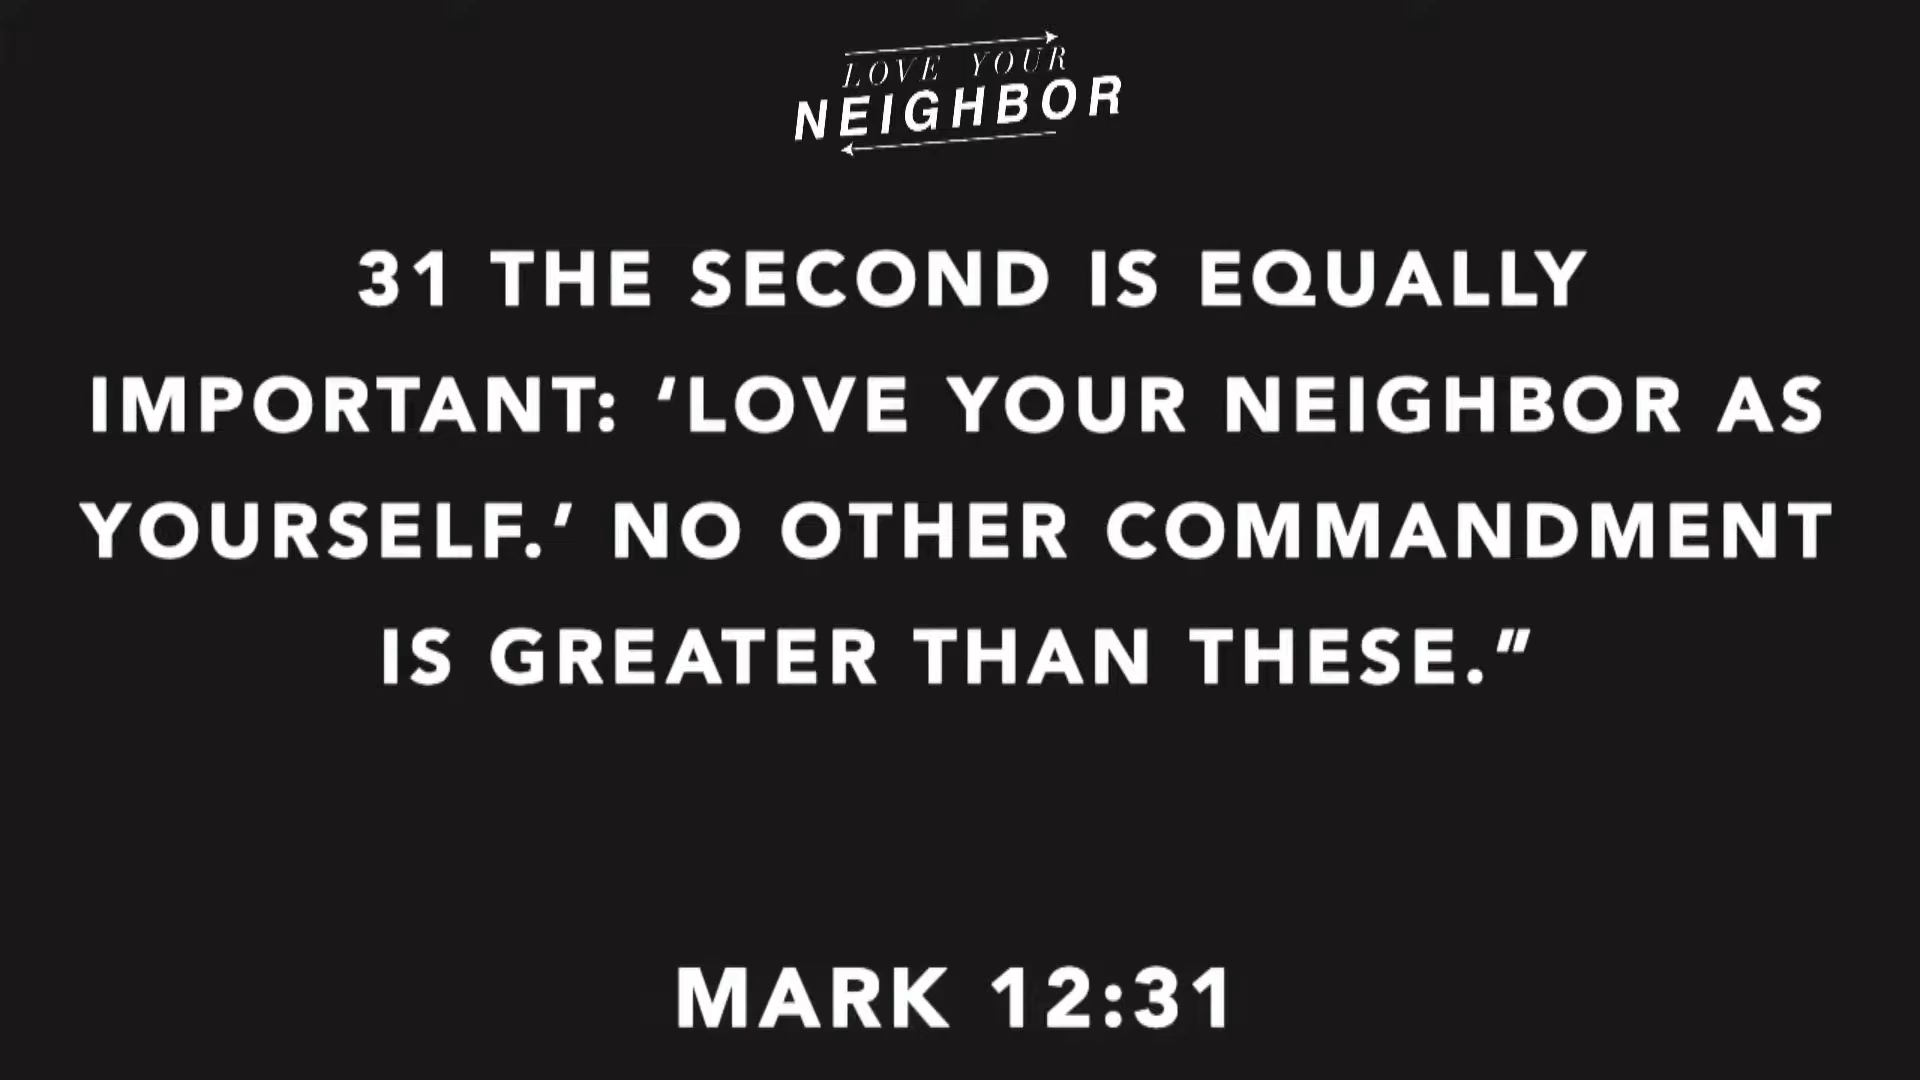 LOVE YOUR
NEIGHBOR
31 THE SECOND IS EQUALLY
IMPORTANT: ‘LOVE YOUR NEIGHBOR AS
YOURSELF.’ NO OTHER COMMANDMENT
IS GREATER THAN THESE.”
MARK 12:31